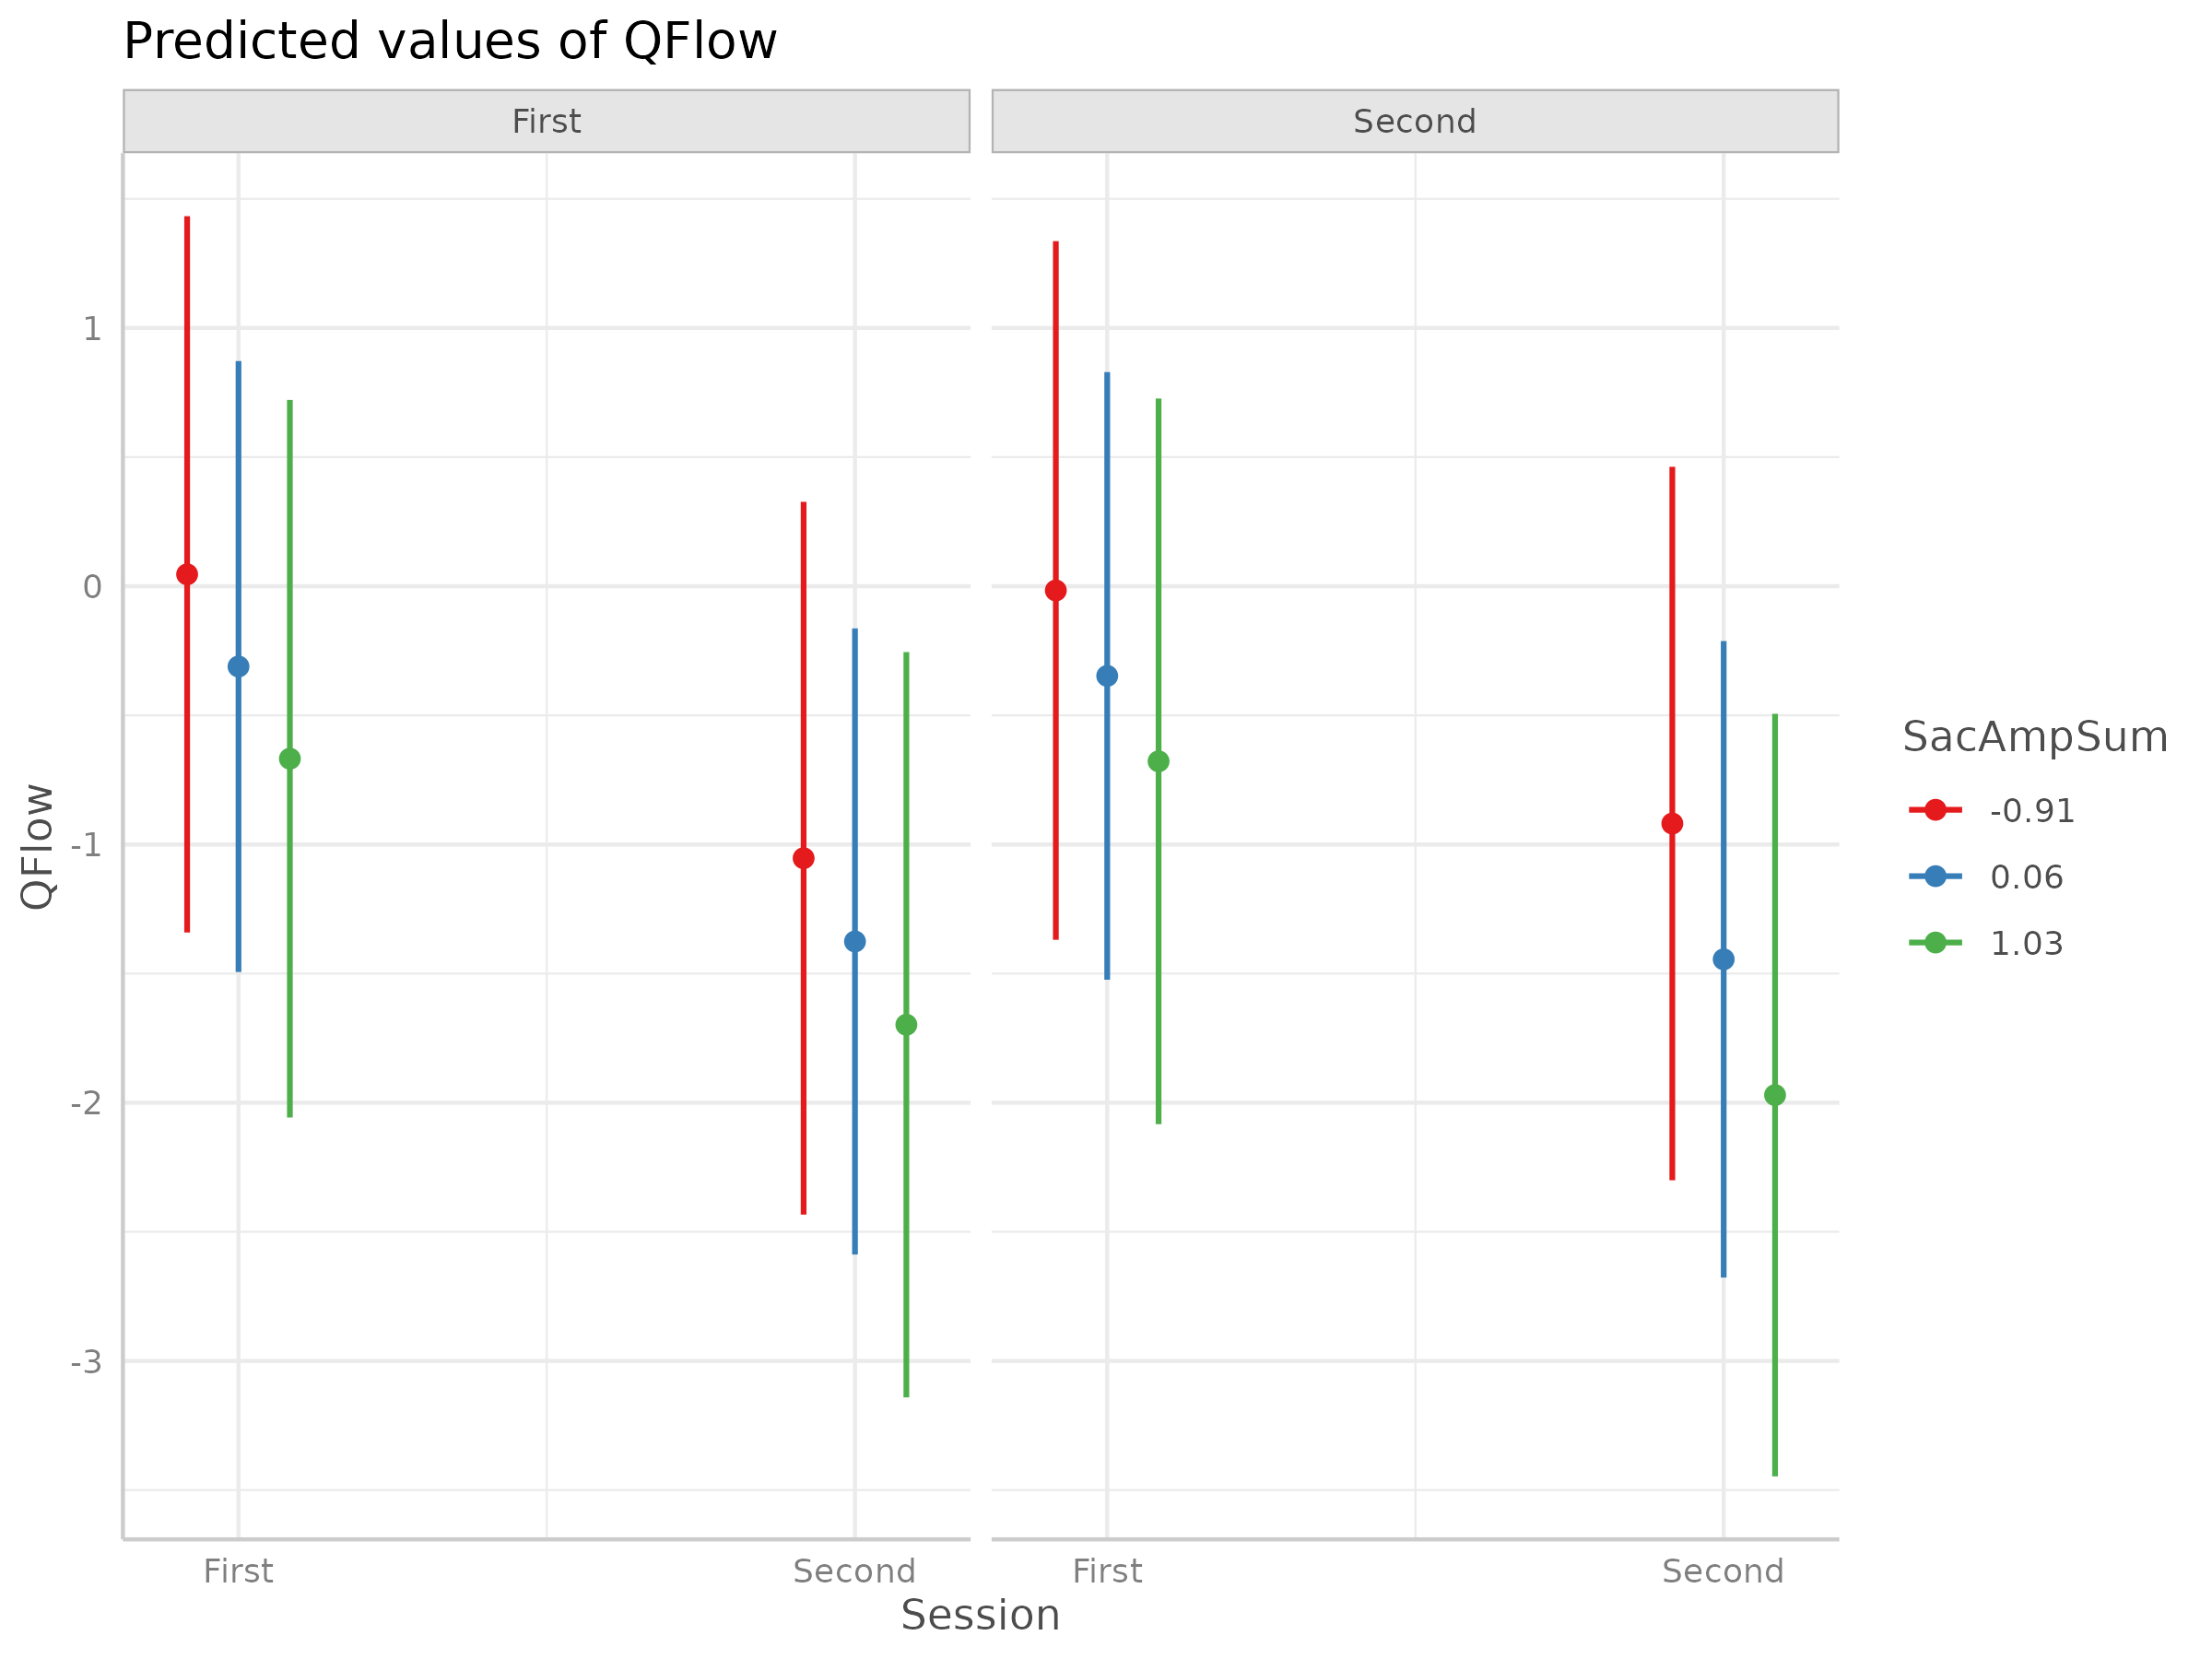 Predicted values of QFlow
First
Second
1
0
-1
-2
-3
QFlow
First
Second
First
Second
Session
SacAmpSum
-0.91
0.06
1.03